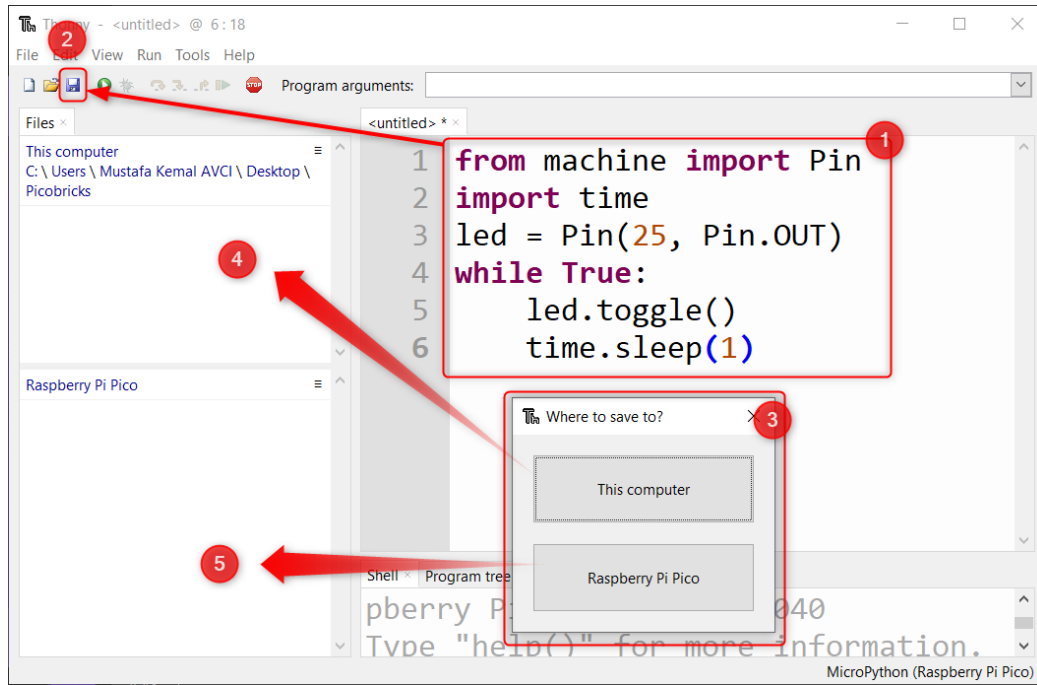 Thonny - <untitled> @ 6:18
2
File Edit View Run Tools Help
STOP Program arguments:
Files ×
<untitled> * ×
This computer
C: \ Users \ Mustafa Kemal AVCI \ Desktop \
Picobricks
1
1 from machine import Pin
2 import time
3 led = Pin(25, Pin.OUT)
4 while True:
5 led.toggle()
6 time.sleep(1)
4
Raspberry Pi Pico
Where to save to?
3
This computer
Raspberry Pi Pico
5
Shell × Program tree
pberry P 040
Type "help()" for more information.
MicroPython (Raspberry Pi Pico)